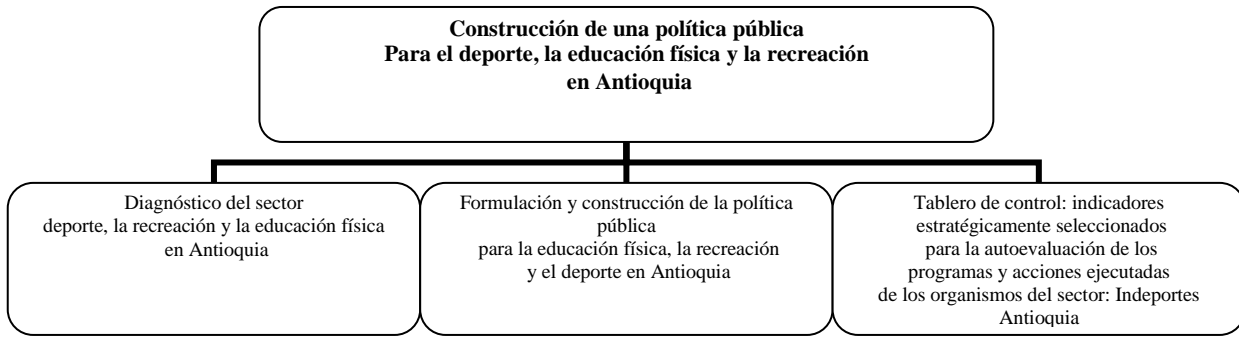 Construcción de una política pública
Para el deporte, la educación física y la recreación
en Antioquia
Diagnóstico del sector
deporte, la recreación y la educación física
en Antioquia
Formulación y construcción de la política
pública
para la educación física, la recreación
y el deporte en Antioquia
Tablero de control: indicadores
estratégicamente seleccionados
para la autoevaluación de los
programas y acciones ejecutadas
de los organismos del sector: Indeportes
Antioquia